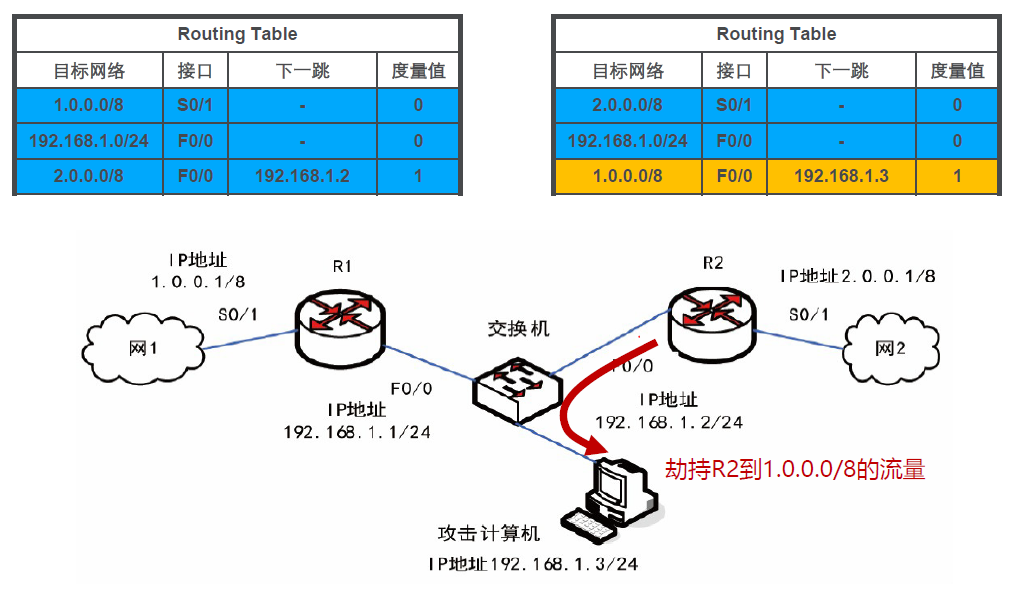 Routing Table
目标网络 接口 下一跳 度量值
1.0.0.0/8 S0/1 - 0
192.168.1.0/24 F0/0 - 0
2.0.0.0/8 F0/0 192.168.1.2 1
Routing Table
目标网络 接口 下一跳 度量值
2.0.0.0/8 S0/1 - 0
192.168.1.0/24 F0/0 - 0
1.0.0.0/8 F0/0 192.168.1.3 1
IP地址
1.0.0.1/8
R1
R2
IP地址2.0.0.1/8
S0/1
S0/1
交换机
网1
网2
F0/0
F0/0
IP地址
192.168.1.1/24
IP地址
192.168.1.2/24
劫持R2到1.0.0.0/8的流量
攻击计算机
IP地址192.168.1.3/24